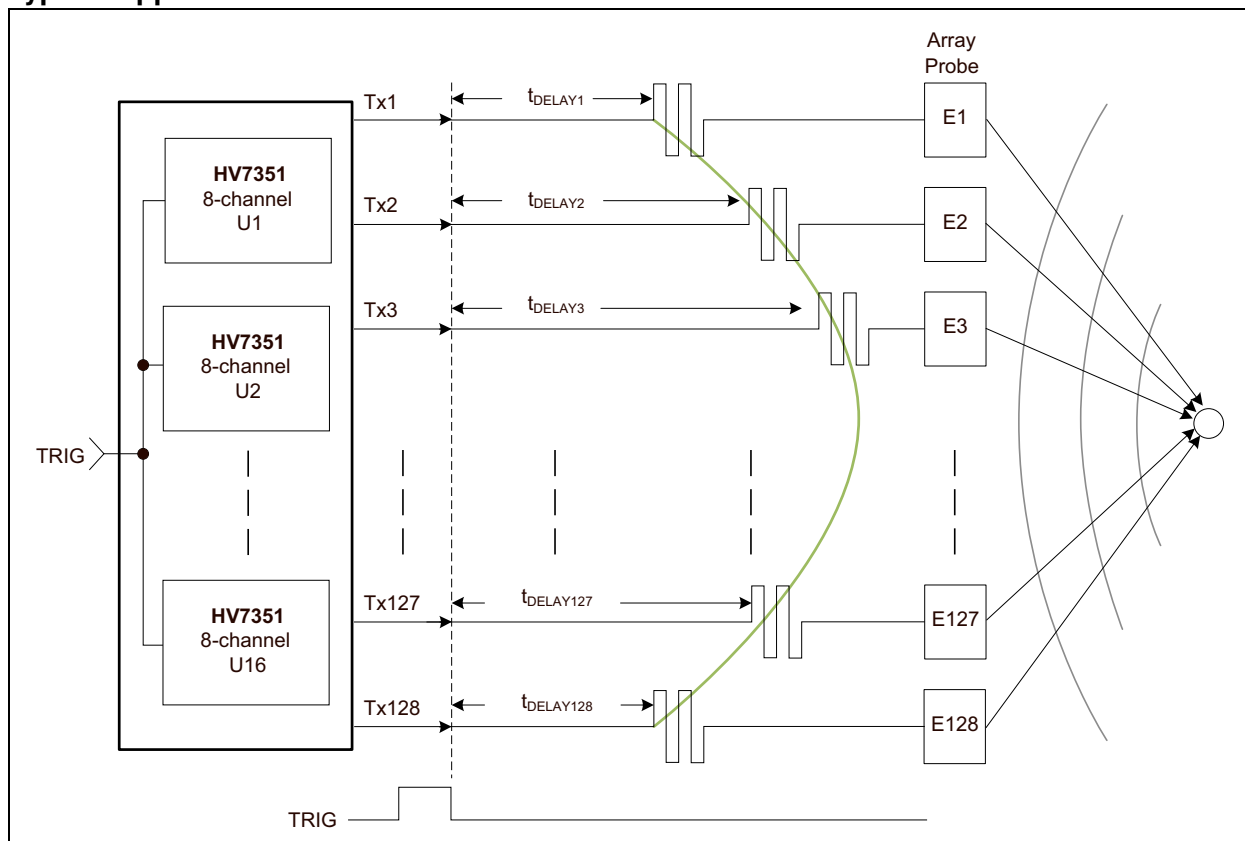 Array
Probe
Tx1
tDELAY1
E1
HV7351
8-channel
U1
Tx2
tDELAY2
E2
Tx3
tDELAY3
E3
HV7351
8-channel
U2
TRIG
HV7351
8-channel
U16
Tx127
tDELAY127
E127
Tx128
tDELAY128
E128
TRIG